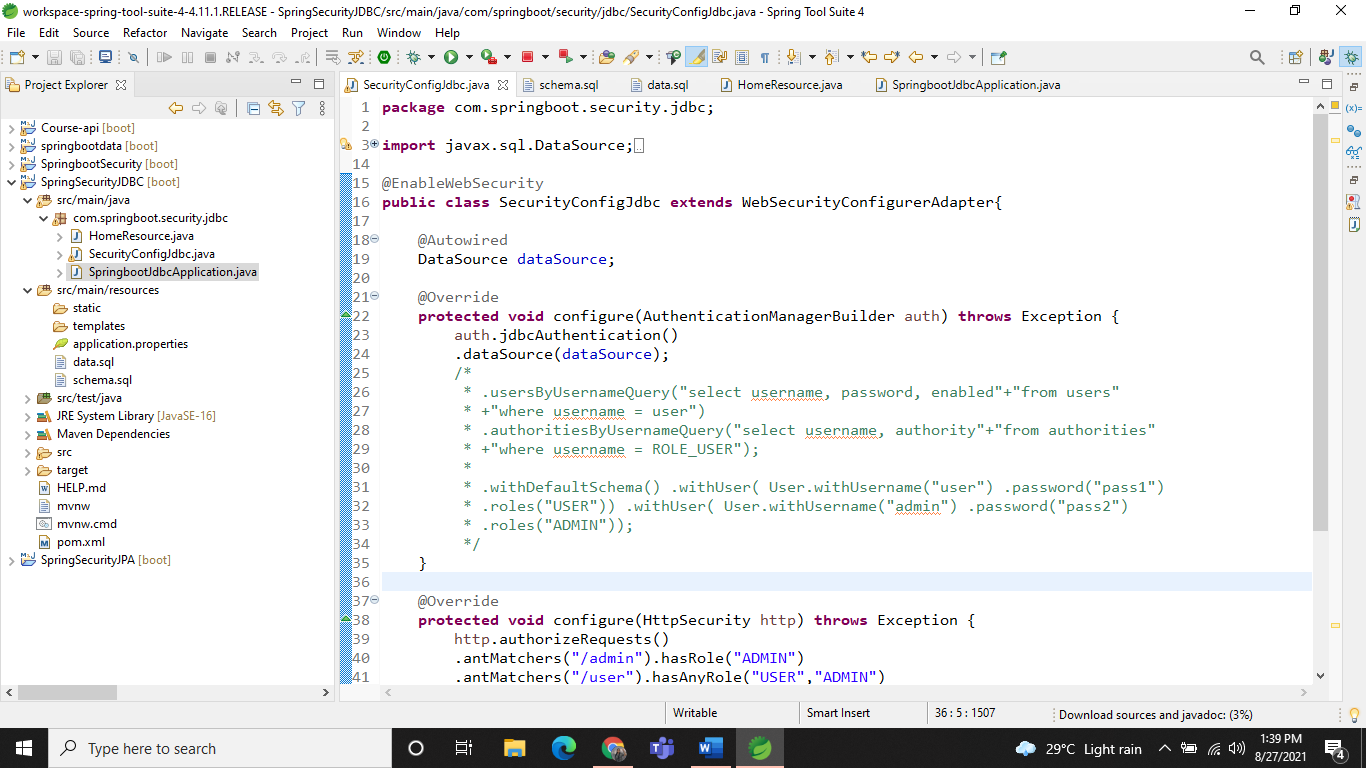 workspace-spring-tool-suite-4-4.11.1.RELEASE - SpringSecurityJDBC/src/main/java/com/springboot/security/jdbc/SecurityConfigJdbc.java - Spring Tool Suite 4
File Edit Source Refactor Navigate Search Project Run Window Help
Project Explorer
Course-api [boot]
springbootdata [boot]
SpringbootSecurity [boot]
SpringSecurityJDBC [boot]
src/main/java
com.springboot.security.jdbc
HomeResource.java
SecurityConfigJdbc.java
SpringbootJdbcApplication.java
src/main/resources
static
templates
application.properties
data.sql
schema.sql
src/test/java
JRE System Library [JavaSE-16]
Maven Dependencies
src
target
HELP.md
mvnw
mvnw.cmd
pom.xml
SpringSecurityJPA [boot]
SecurityConfigJdbc.java schema.sql data.sql HomeResource.java SpringbootJdbcApplication.java
1 package com.springboot.security.jdbc;
2
3 import javax.sql.DataSource;
14
15 @EnableWebSecurity
16 public class SecurityConfigJdbc extends WebSecurityConfigurerAdapter{
17
18 @Autowired
19 DataSource dataSource;
20
21 @Override
22 protected void configure(AuthenticationManagerBuilder auth) throws Exception {
23 auth.jdbcAuthentication()
24 .dataSource(dataSource);
25 /*
26 * .usersByUsernameQuery("select username, password, enabled"+"from users"
27 * +"where username = user")
28 * .authoritiesByUsernameQuery("select username, authority"+"from authorities"
29 * +"where username = ROLE_USER");
30 *
31 * .withDefaultSchema() .withUser( User.withUsername("user") .password("pass1")
32 * .roles("USER")) .withUser( User.withUsername("admin") .password("pass2")
33 * .roles("ADMIN"));
34 */
35 }
36
37 @Override
38 protected void configure(HttpSecurity http) throws Exception {
39 http.authorizeRequests()
40 .antMatchers("/admin").hasRole("ADMIN")
41 .antMatchers("/user").hasAnyRole("USER","ADMIN")
Writable Smart Insert 36 : 5 : 1507 Download sources and javadoc: (3%)
Type here to search
29°C Light rain
1:39 PM
8/27/2021
4